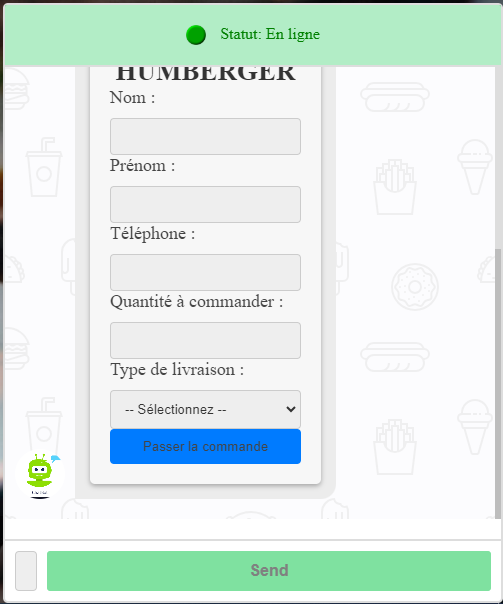 Statut: En ligne
HUMBERGER
Nom :
Prénom :
Téléphone :
Quantité à commander :
Type de livraison :
-- Sélectionnez --
Passer la commande
Send